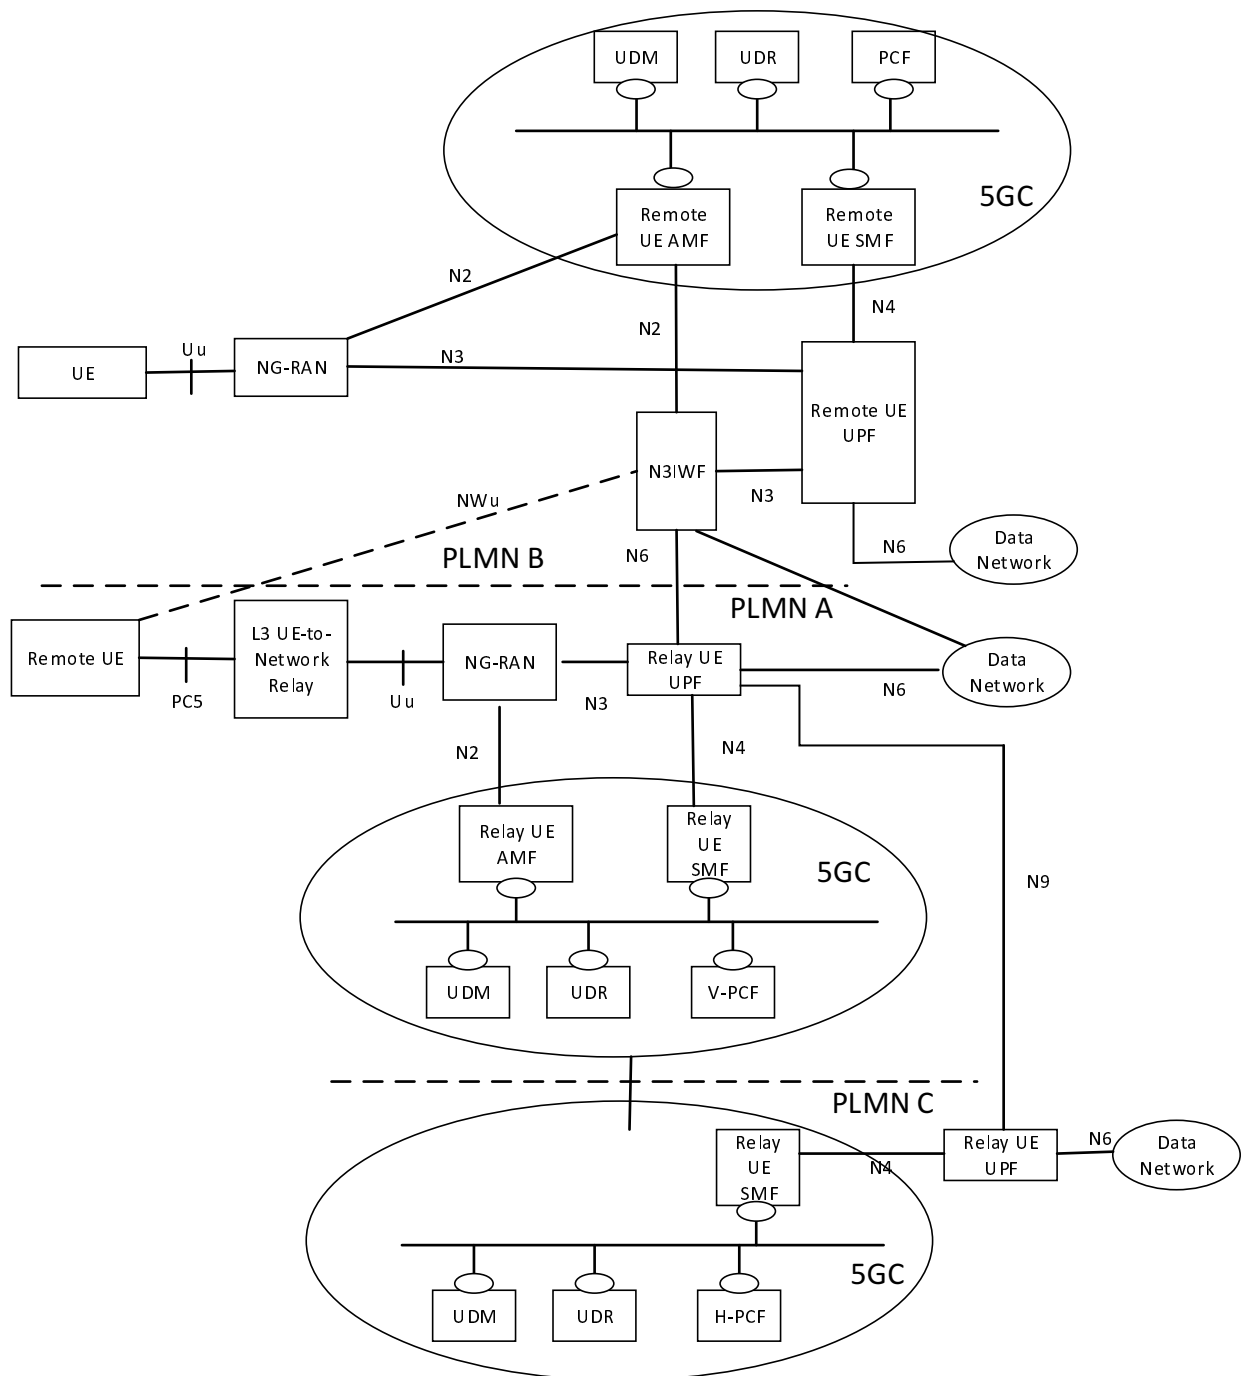 UDM
UDR
PCF
5GC
Remote
UE AMF
Remote
UE SMF
N2
N4
N2
Uu
UE
NG-RAN
N3
Remote UE
UPF
N3IWF
N3
NWu
N6
N6
Data
Network
PLMN B
PLMN A
Remote UE
PC5
L3 UE-to-
Network
Relay
Uu
NG-RAN
N3
Relay UE
UPF
N6
Data
Network
N2
N4
Relay UE
AMF
Relay
UE
SMF
5GC
N9
UDM
UDR
V-PCF
PLMN C
Relay
UE
SMF
N4
Relay UE
UPF
N6
Data
Network
5GC
UDM
UDR
H-PCF